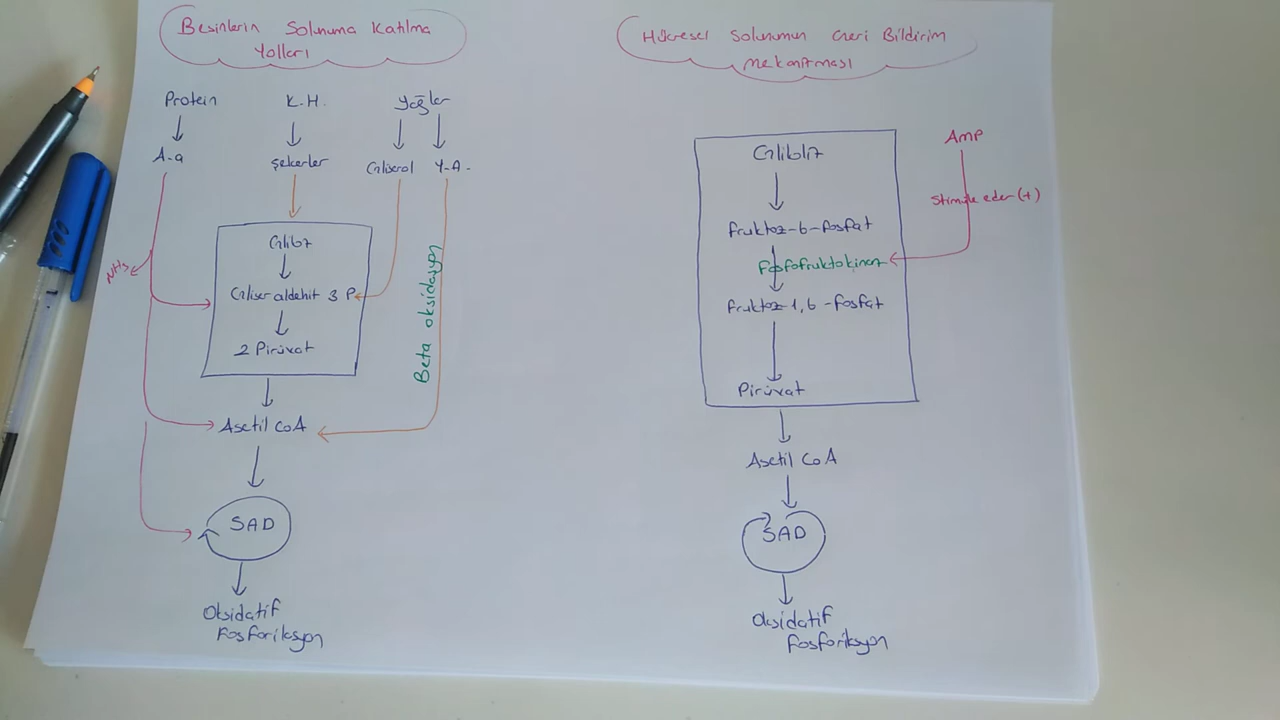 Besinlerin Solunuma Katılma
Yolları
Protein
K.H.
Yağlar
A-a
Şekerler
Gliserol
Y-A.
NH3
Glikoz
Gliseraldehit 3 P
2 Pirüvat
Beta oksidasyon
Asetil CoA
SAD
Oksidatif
Fosforilasyon
Hücresel Solunumun Geri Bildirim
Mekanizması
AMP
Stimüle eder (+)
Glikoliz
Fruktoz-6-fosfat
Fosfofruktokinaz
Fruktoz-1,6-fosfat
Pirüvat
Asetil CoA
SAD
Oksidatif
Fosforilasyon